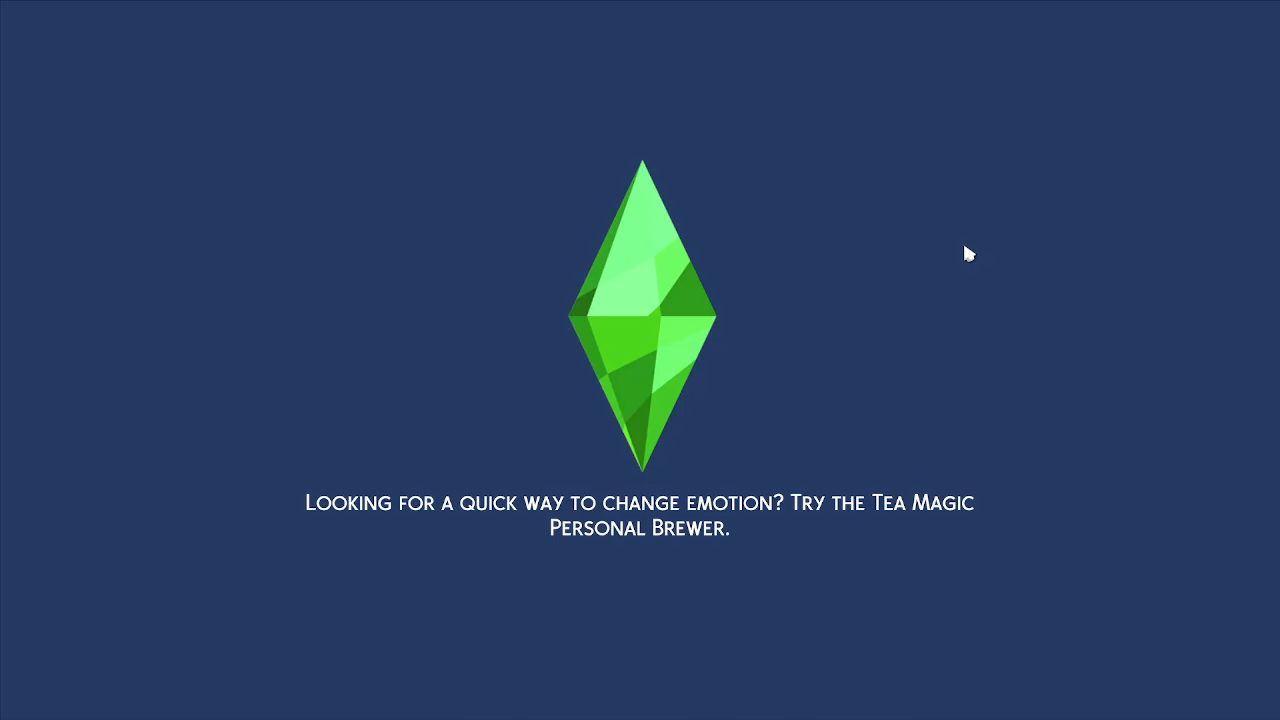 Looking for a quick way to change emotion? Try the Tea Magic
Personal Brewer.